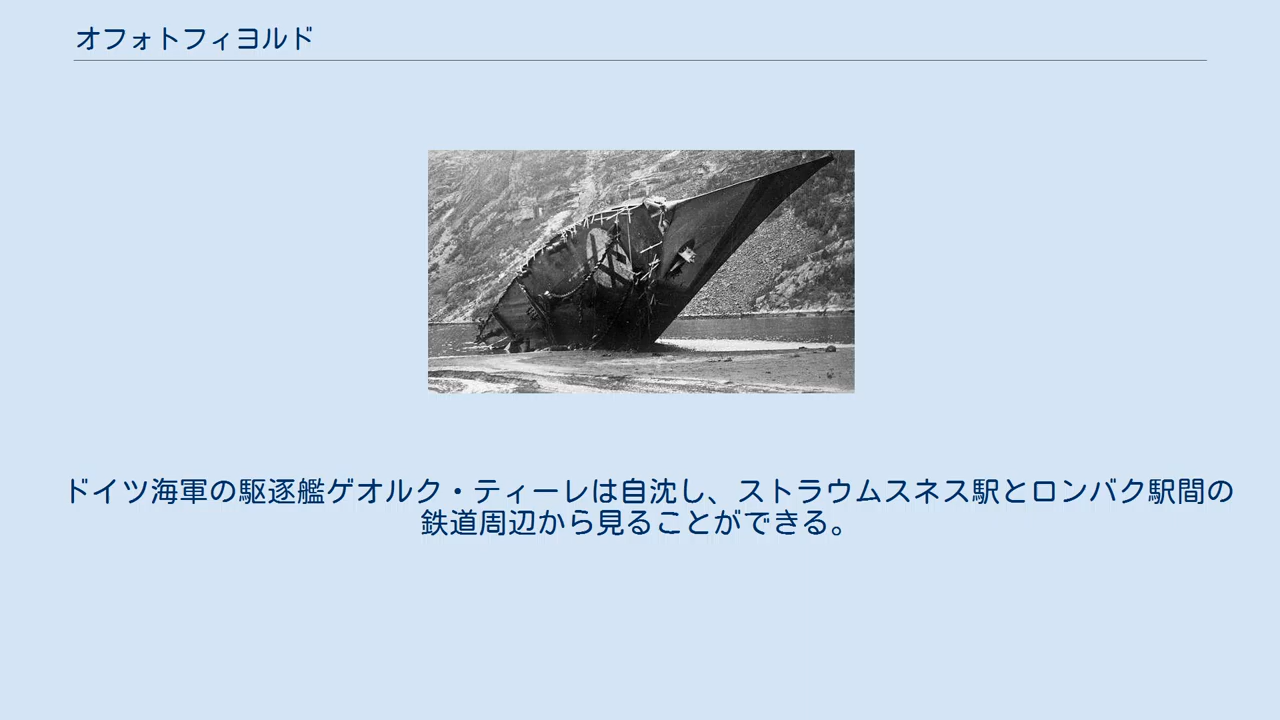 オフォトフィヨルド
ドイツ海軍の駆逐艦ゲオルク・ティーレは自沈し、ストラウムスネス駅とロンバク駅間の
鉄道周辺から見ることができる。